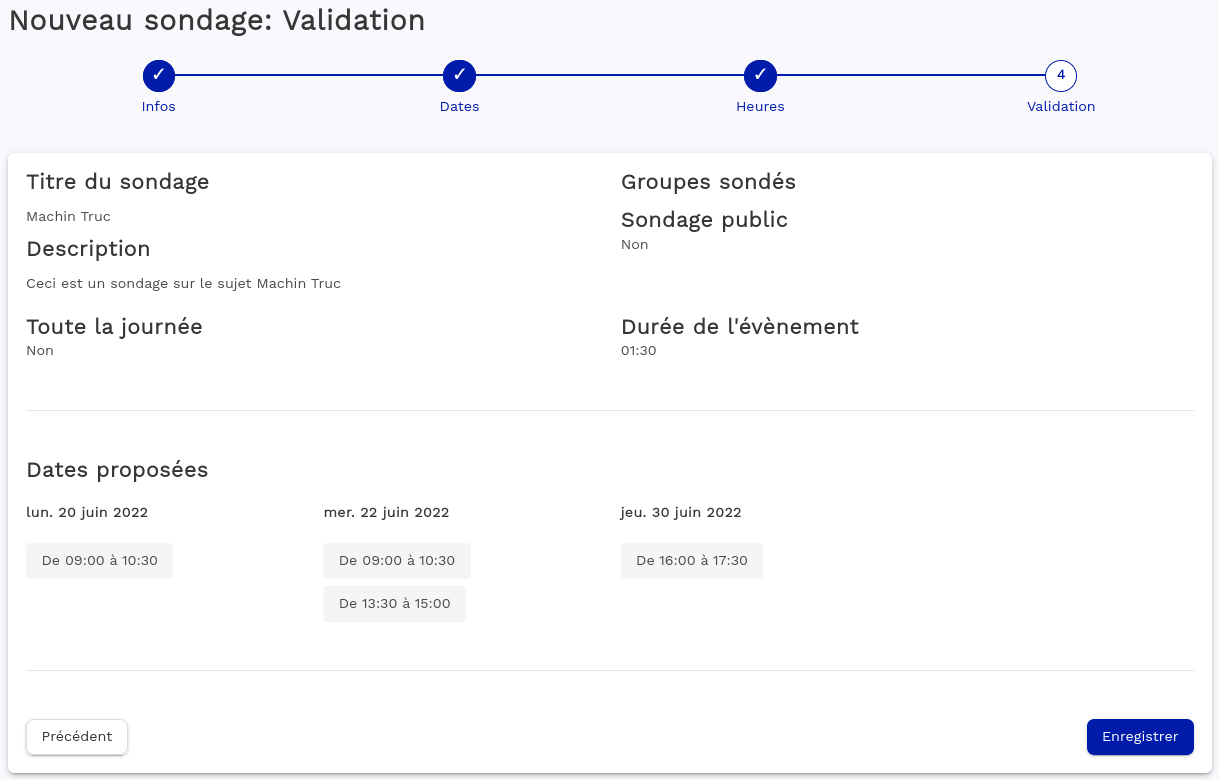 Nouveau sondage: Validation
✓ ✓ ✓ 4
Infos Dates Heures Validation
Titre du sondage
Machin Truc
Description
Ceci est un sondage sur le sujet Machin Truc
Groupes sondés
Sondage public
Non
Toute la journée
Non
Durée de l'évènement
01:30
Dates proposées
lun. 20 juin 2022
De 09:00 à 10:30
mer. 22 juin 2022
De 09:00 à 10:30
De 13:30 à 15:00
jeu. 30 juin 2022
De 16:00 à 17:30
Précédent
Enregistrer